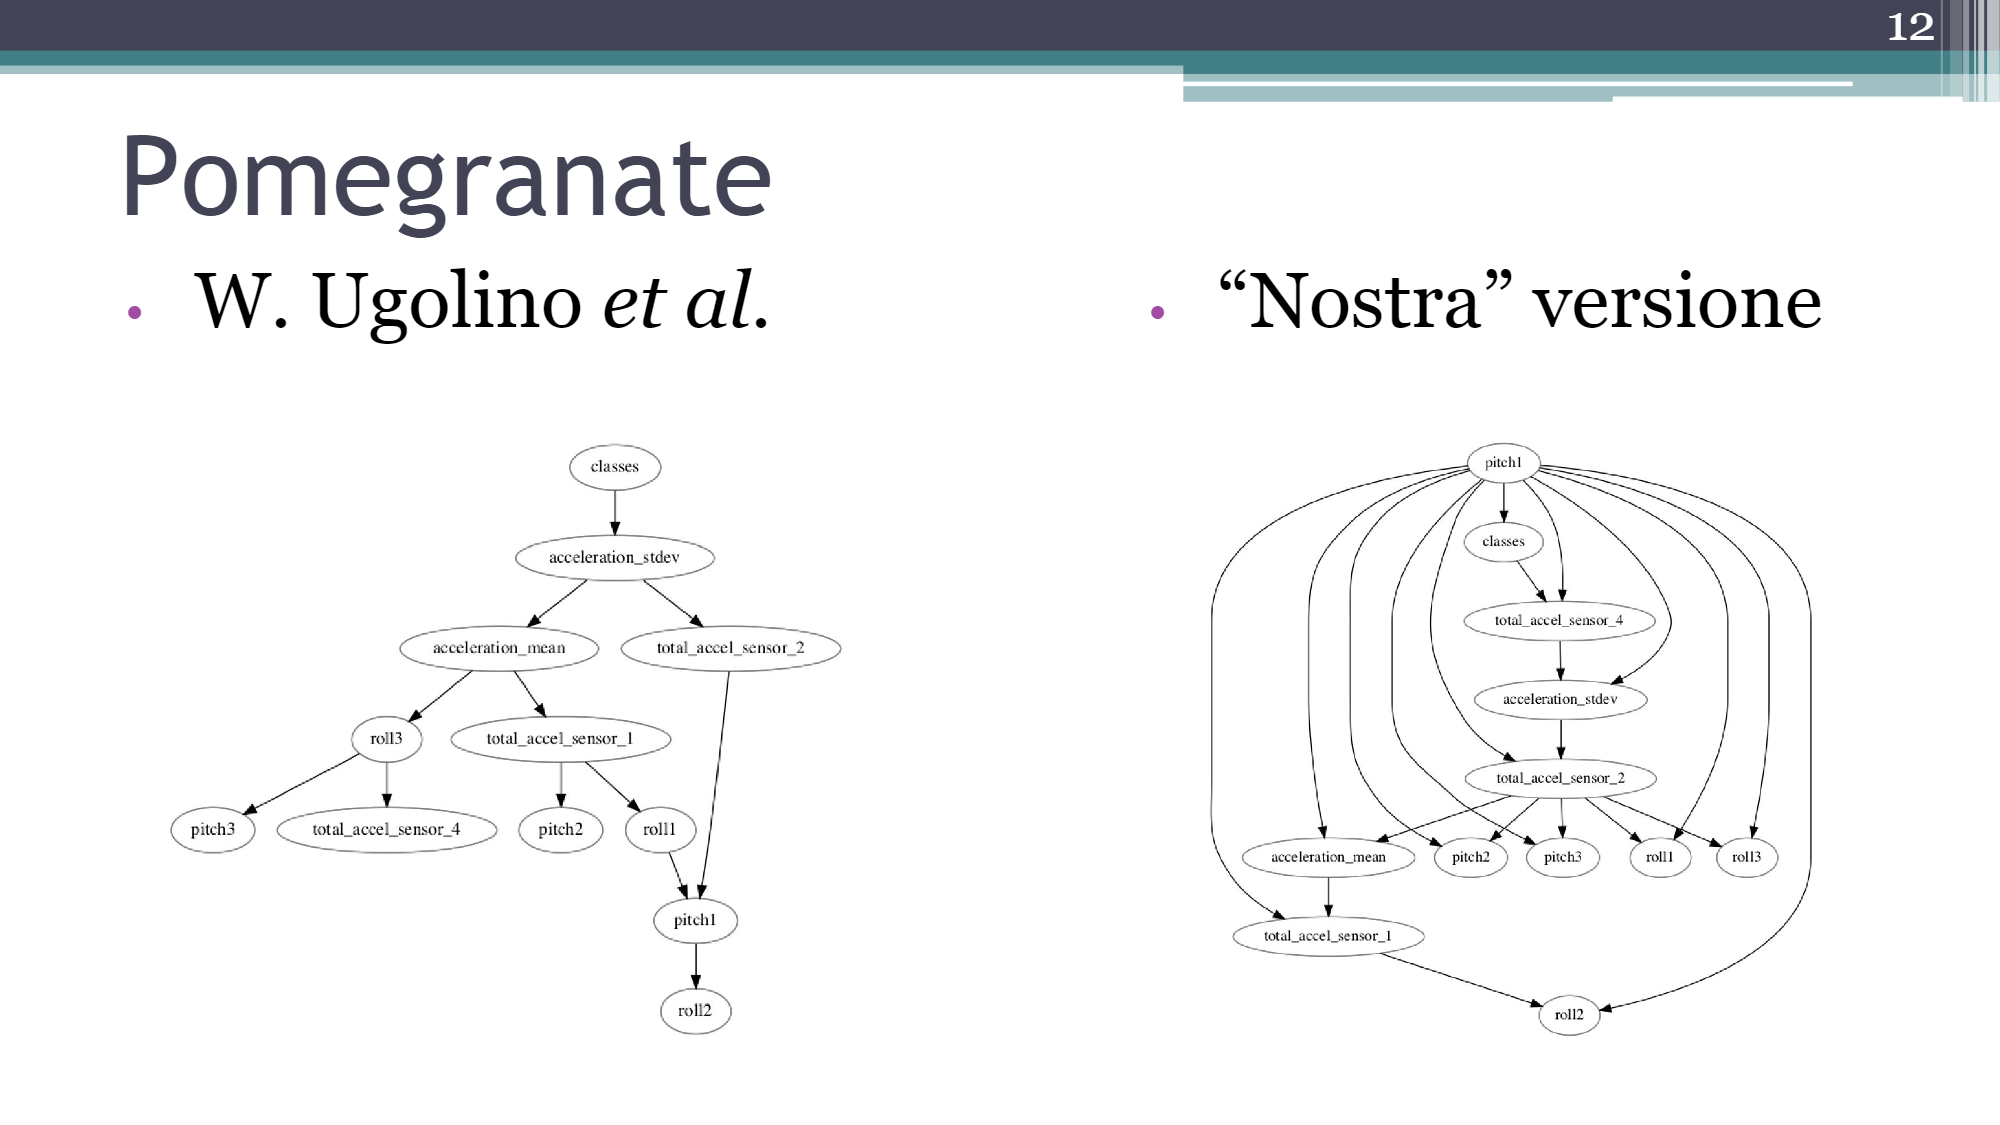 12
Pomegranate
• W. Ugolino et al.
classes
acceleration_stdev
acceleration_mean
total_accel_sensor_2
roll3
total_accel_sensor_1
pitch3
total_accel_sensor_4
pitch2
roll1
pitch1
roll2
• “Nostra” versione
pitch1
classes
total_accel_sensor_4
acceleration_stdev
total_accel_sensor_2
acceleration_mean
pitch2
pitch3
roll1
roll3
total_accel_sensor_1
roll2